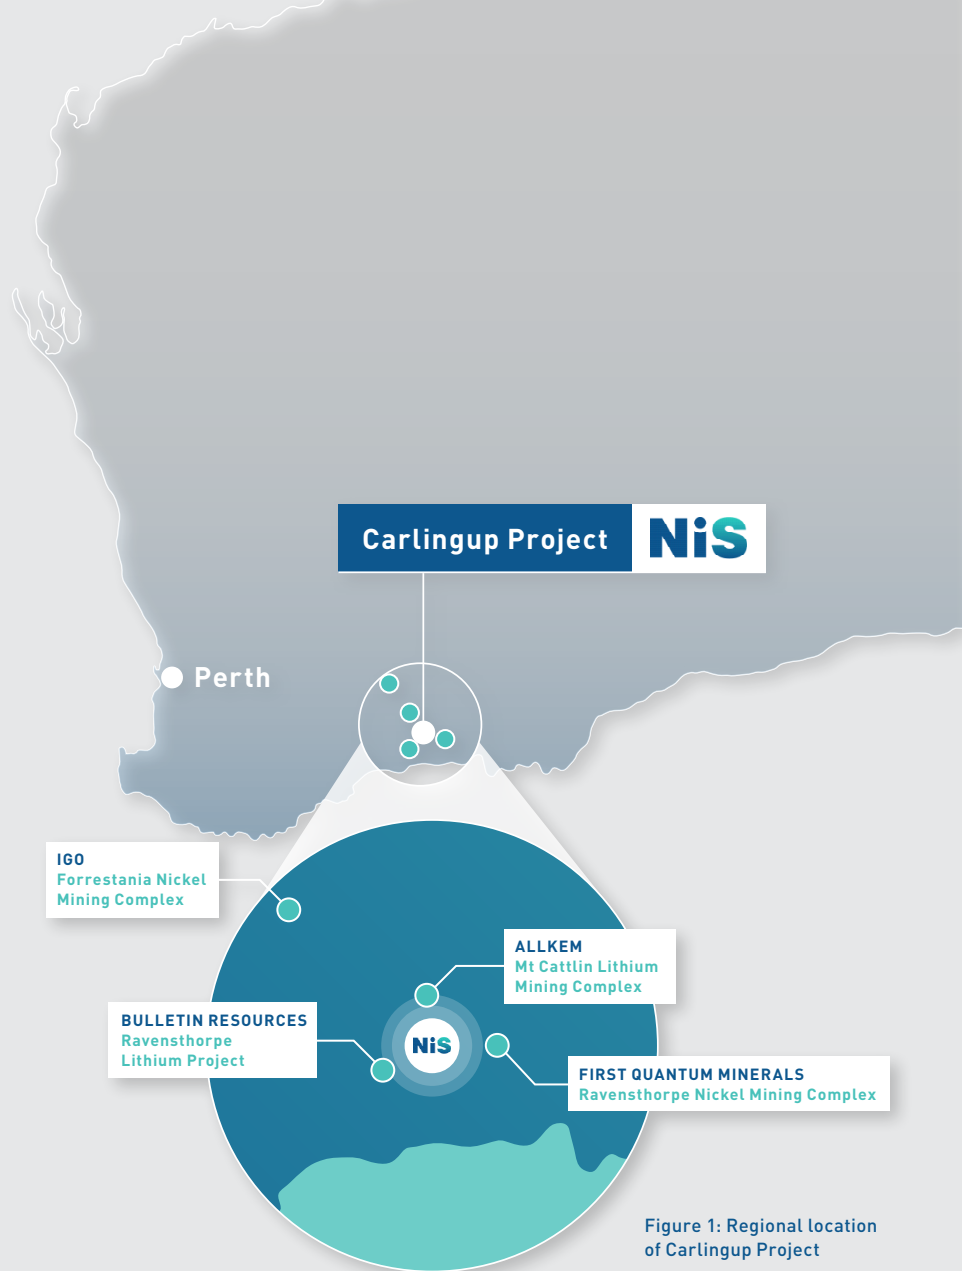 Carlingup Project
NiS
Perth
IGO
Forrestania Nickel
Mining Complex
ALLKEM
Mt Cattlin Lithium
Mining Complex
BULLETIN RESOURCES
Ravensthorpe
Lithium Project
NiS
FIRST QUANTUM MINERALS
Ravensthorpe Nickel Mining Complex
Figure 1: Regional location
of Carlingup Project